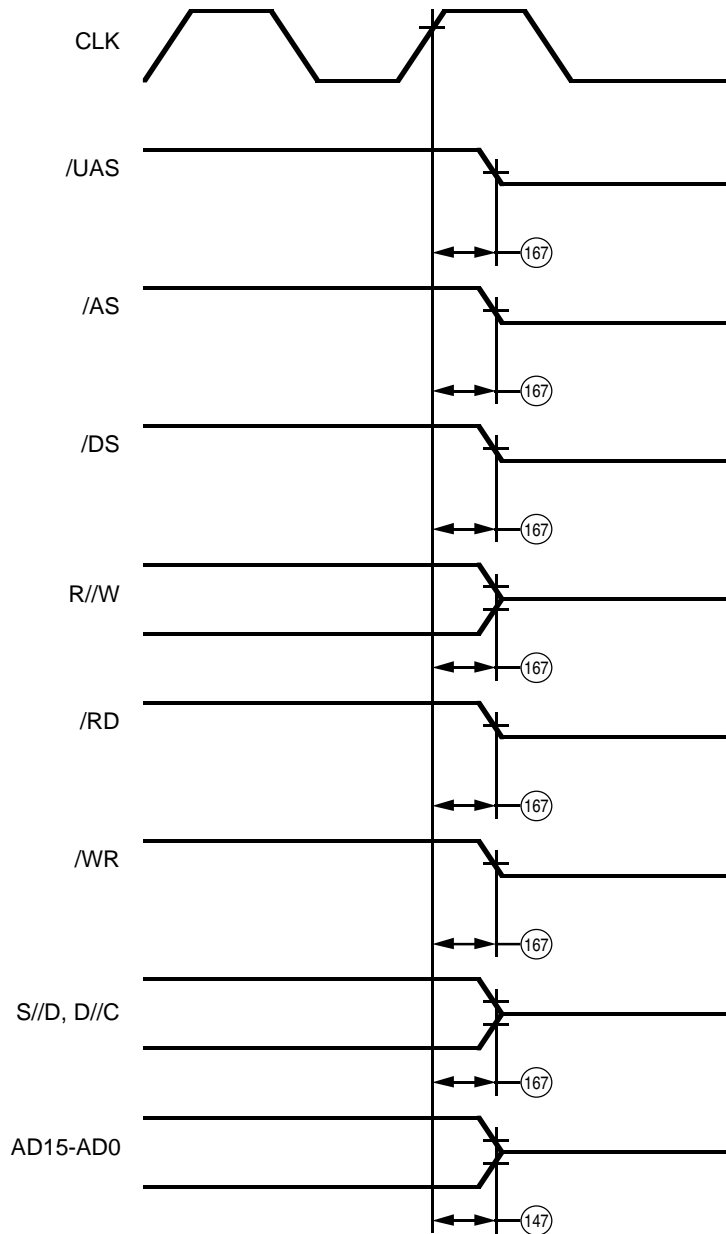 CLK
/UAS
167
/AS
167
/DS
167
R//W
167
/RD
167
/WR
167
S//D, D//C
167
AD15-AD0
147